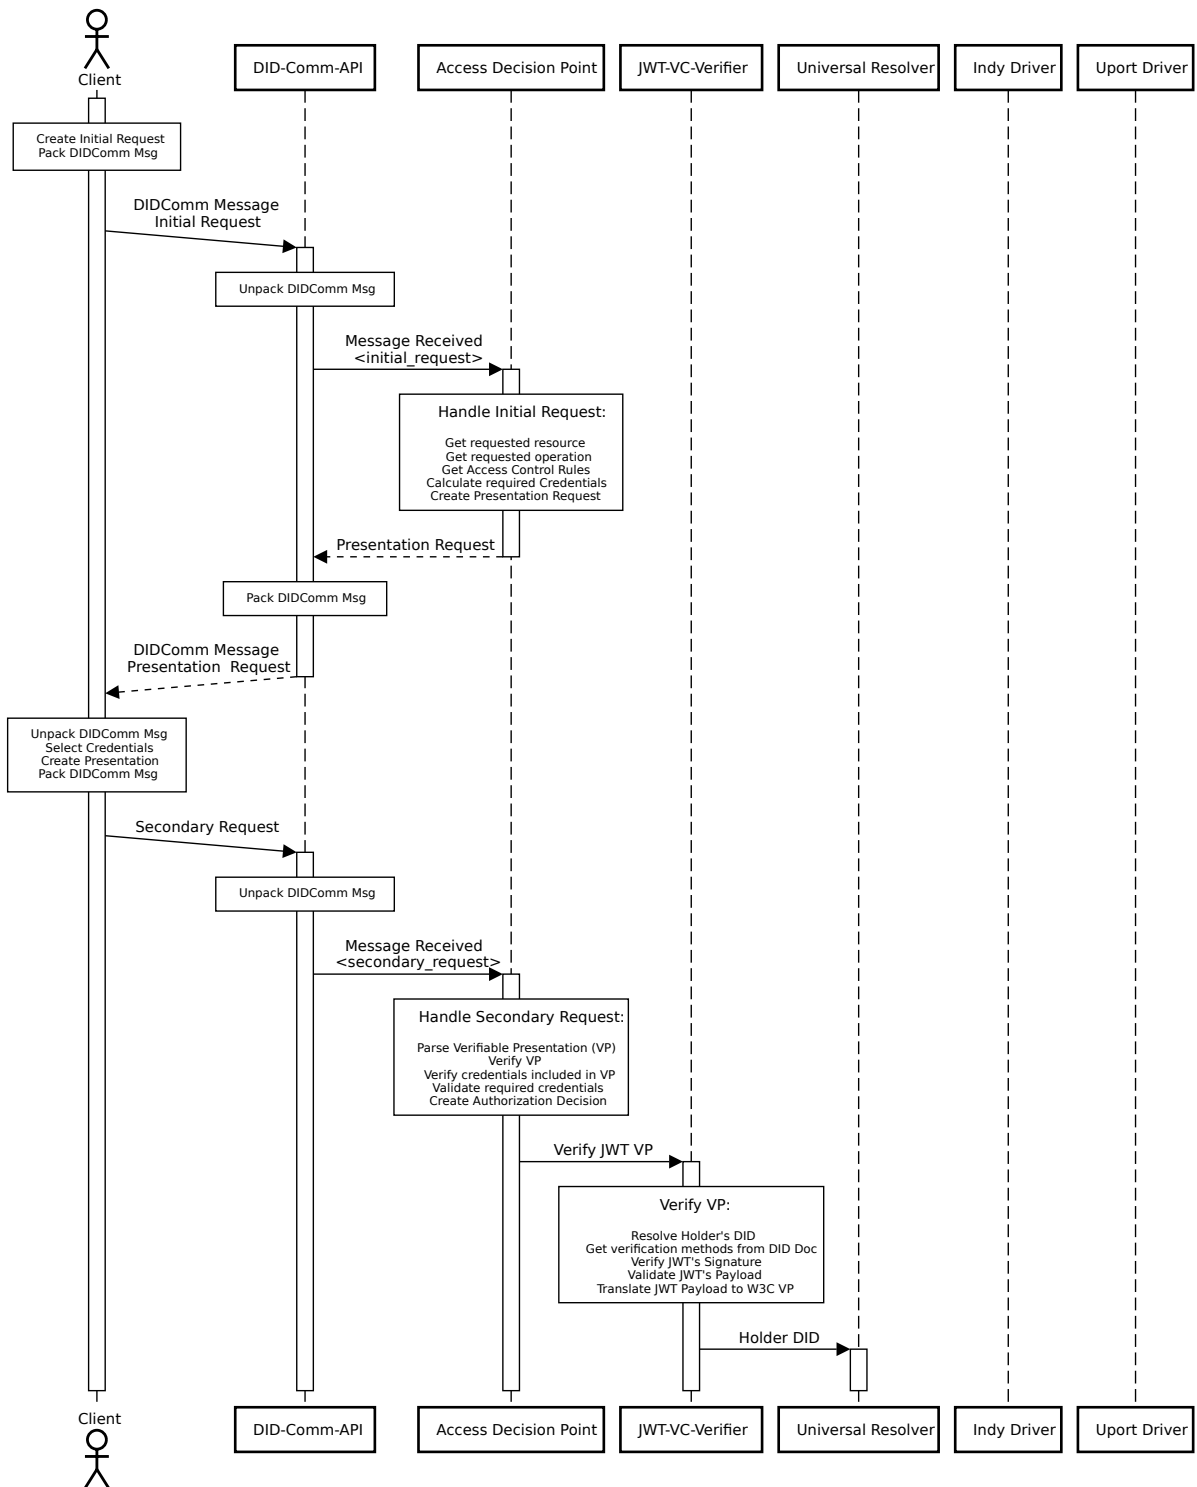 Client
DID-Comm-API
Access Decision Point
JWT-VC-Verifier
Universal Resolver
Indy Driver
Uport Driver
Create Initial Request
Pack DIDComm Msg
DIDComm Message
Initial Request
Unpack DIDComm Msg
Message Received
<initial_request>
Handle Initial Request:
Get requested resource
Get requested operation
Get Access Control Rules
Calculate required Credentials
Create Presentation Request
Presentation Request
Pack DIDComm Msg
DIDComm Message
Presentation  Request
Unpack DIDComm Msg
Select Credentials
Create Presentation
Pack DIDComm Msg
Secondary Request
Unpack DIDComm Msg
Message Received
<secondary_request>
Handle Secondary Request:
Parse Verifiable Presentation (VP)
Verify VP
Verify credentials included in VP
Validate required credentials
Create Authorization Decision
Verify JWT VP
Verify VP:
Resolve Holder's DID
Get verification methods from DID Doc
Verify JWT's Signature
Validate JWT's Payload
Translate JWT Payload to W3C VP
Holder DID
Client
DID-Comm-API
Access Decision Point
JWT-VC-Verifier
Universal Resolver
Indy Driver
Uport Driver